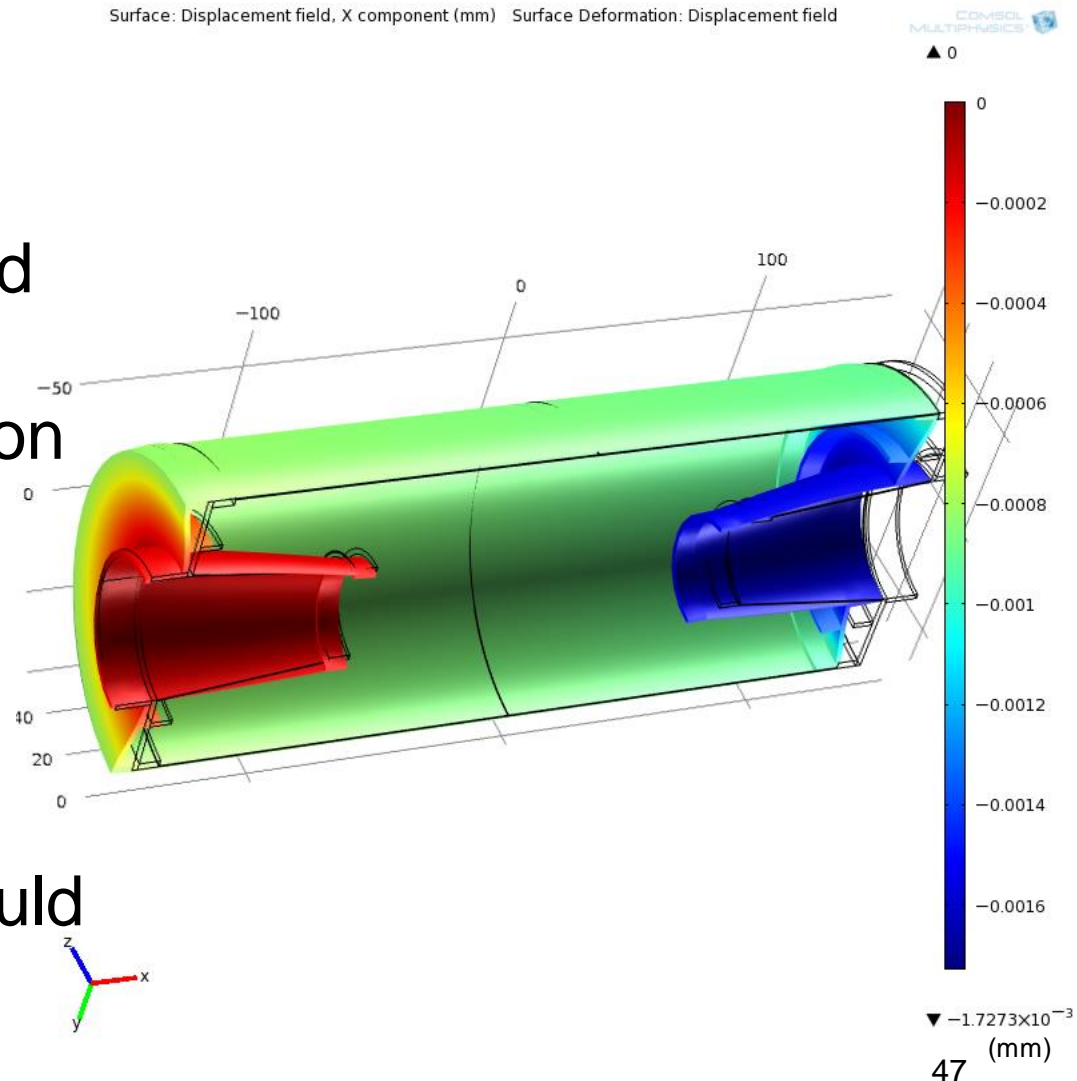 Surface: Displacement field, X component (mm) Surface Deformation: Displacement field
COMSOL
MULTIPHYSICS
▲ 0
0
−0.0002
−0.0004
−0.0006
−0.0008
−0.001
−0.0012
−0.0014
−0.0016
▼ −1.7273×10⁻³
(mm)
d
on
uld
100
0
−100
−50
0
40
20
0
z
x
y
47